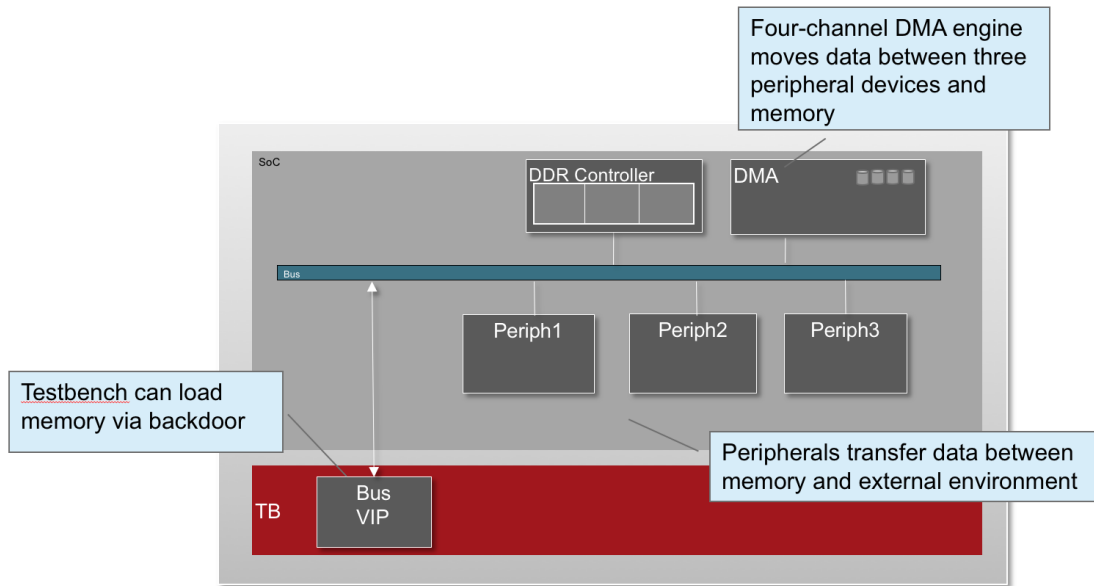 Four-channel DMA engine
moves data between three
peripheral devices and
memory
SoC
DDR Controller
DMA
Bus
Periph1
Periph2
Periph3
Testbench can load
memory via backdoor
Peripherals transfer data between
memory and external environment
TB
Bus
VIP